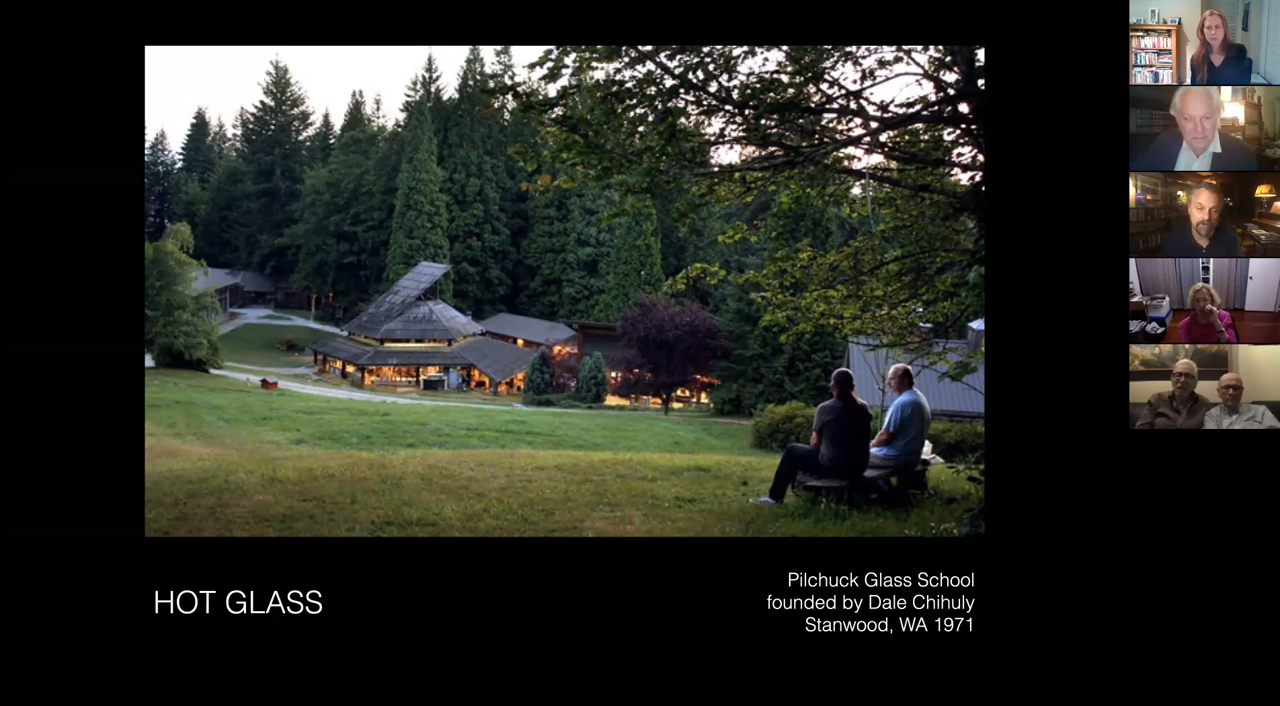 HOT GLASS
Pilchuck Glass School
founded by Dale Chihuly
Stanwood, WA 1971